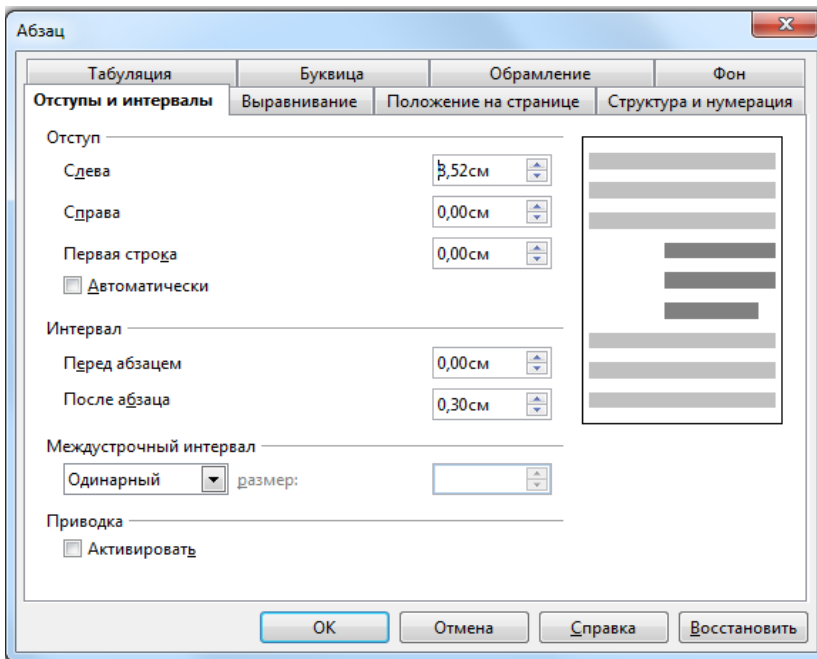 Абзац
Табуляция Буквица Обрамление Фон
Отступы и интервалы Выравнивание Положение на странице Структура и нумерация
Отступ
Слева 3,52см
Справа 0,00см
Первая строка 0,00см
Автоматически
Интервал
Перед абзацем 0,00см
После абзаца 0,30см
Междустрочный интервал
Одинарный размер:
Приводка
Активировать
ОК Отмена Справка Восстановить